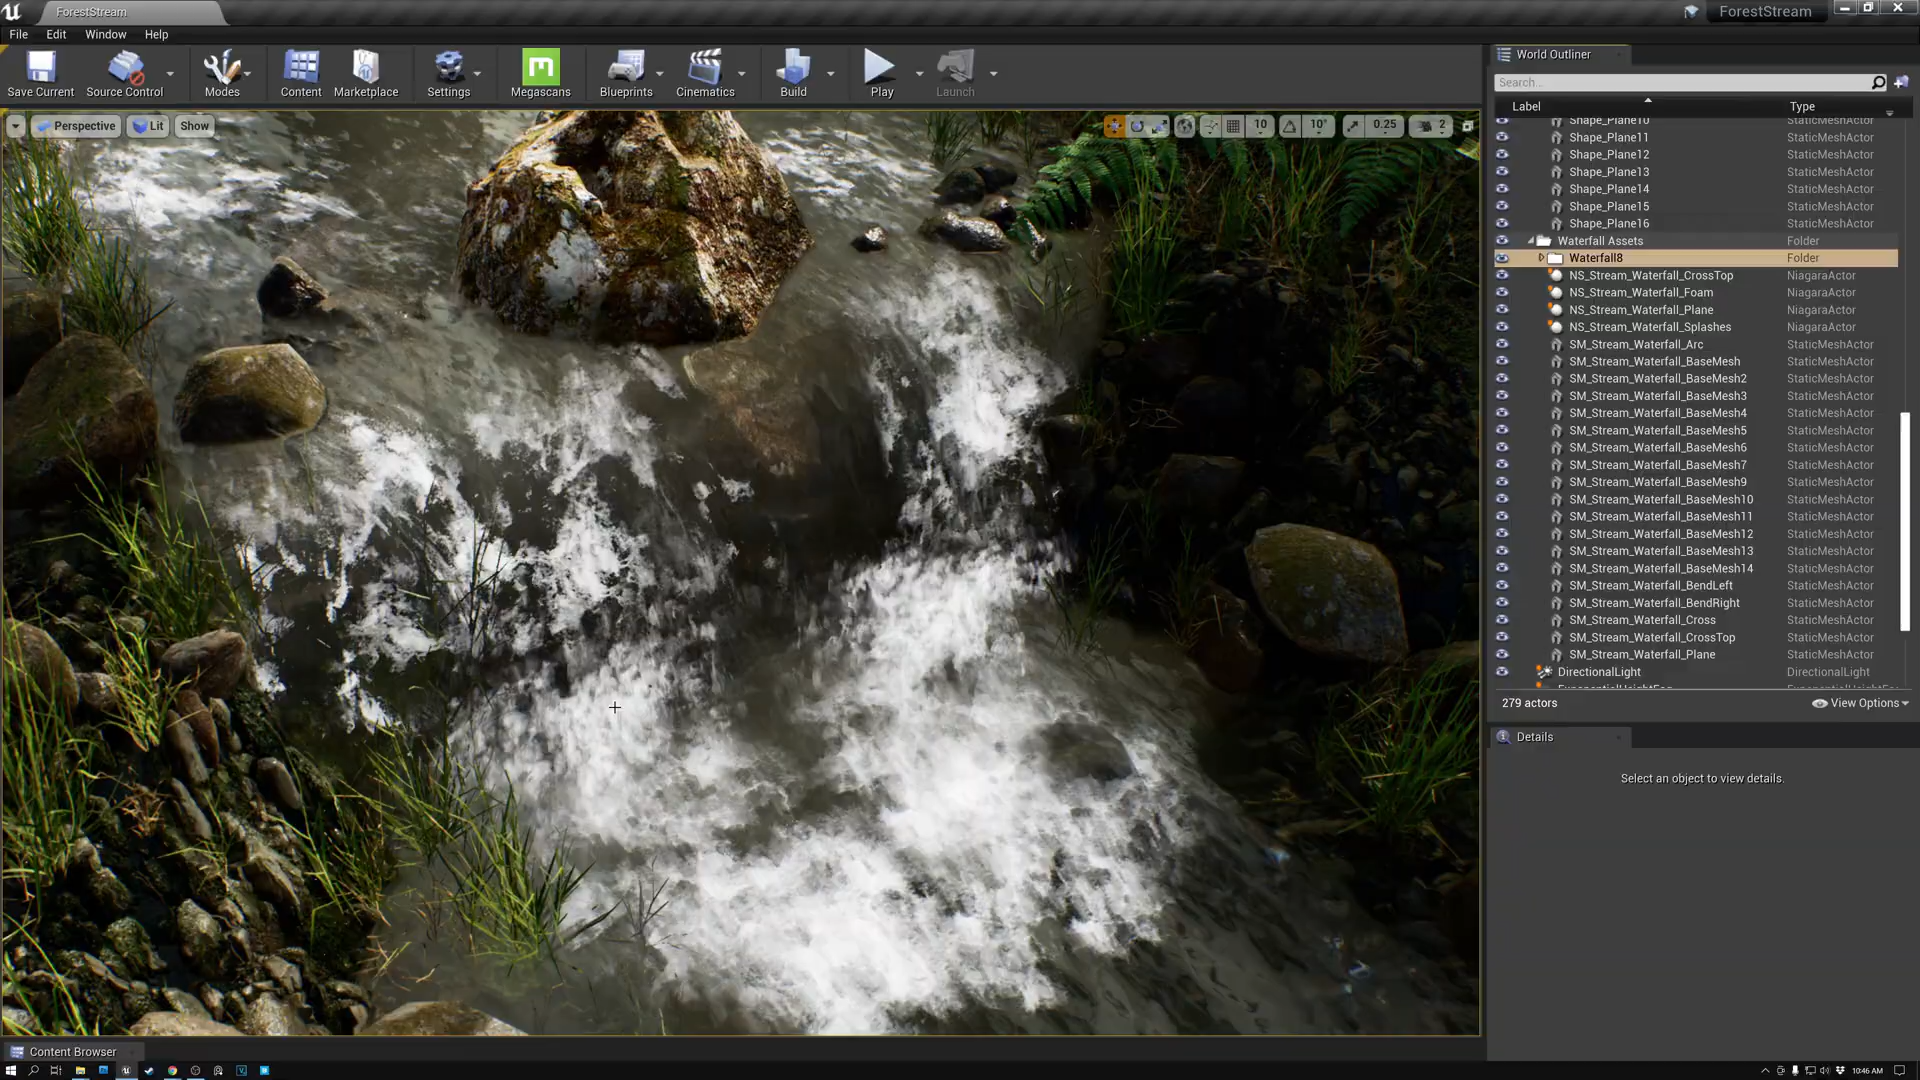 ForestStream
ForestStream
File Edit Window Help
Save Current
Source Control
Modes
Content
Marketplace
Settings
Megascans
Blueprints
Cinematics
Build
Play
Launch
Perspective
Lit
Show
10
10°
0.25
2
World Outliner
Search...
Label Type
Shape_Plane10 StaticMeshActor
Shape_Plane11 StaticMeshActor
Shape_Plane12 StaticMeshActor
Shape_Plane13 StaticMeshActor
Shape_Plane14 StaticMeshActor
Shape_Plane15 StaticMeshActor
Shape_Plane16 StaticMeshActor
Waterfall Assets Folder
Waterfall8 Folder
NS_Stream_Waterfall_CrossTop NiagaraActor
NS_Stream_Waterfall_Foam NiagaraActor
NS_Stream_Waterfall_Plane NiagaraActor
NS_Stream_Waterfall_Splashes NiagaraActor
SM_Stream_Waterfall_Arc StaticMeshActor
SM_Stream_Waterfall_BaseMesh StaticMeshActor
SM_Stream_Waterfall_BaseMesh2 StaticMeshActor
SM_Stream_Waterfall_BaseMesh3 StaticMeshActor
SM_Stream_Waterfall_BaseMesh4 StaticMeshActor
SM_Stream_Waterfall_BaseMesh5 StaticMeshActor
SM_Stream_Waterfall_BaseMesh6 StaticMeshActor
SM_Stream_Waterfall_BaseMesh7 StaticMeshActor
SM_Stream_Waterfall_BaseMesh9 StaticMeshActor
SM_Stream_Waterfall_BaseMesh10 StaticMeshActor
SM_Stream_Waterfall_BaseMesh11 StaticMeshActor
SM_Stream_Waterfall_BaseMesh12 StaticMeshActor
SM_Stream_Waterfall_BaseMesh13 StaticMeshActor
SM_Stream_Waterfall_BaseMesh14 StaticMeshActor
SM_Stream_Waterfall_BendLeft StaticMeshActor
SM_Stream_Waterfall_BendRight StaticMeshActor
SM_Stream_Waterfall_Cross StaticMeshActor
SM_Stream_Waterfall_CrossTop StaticMeshActor
SM_Stream_Waterfall_Plane StaticMeshActor
DirectionalLight DirectionalLight
279 actors
View Options
Details
Select an object to view details.
Content Browser
10:46 AM